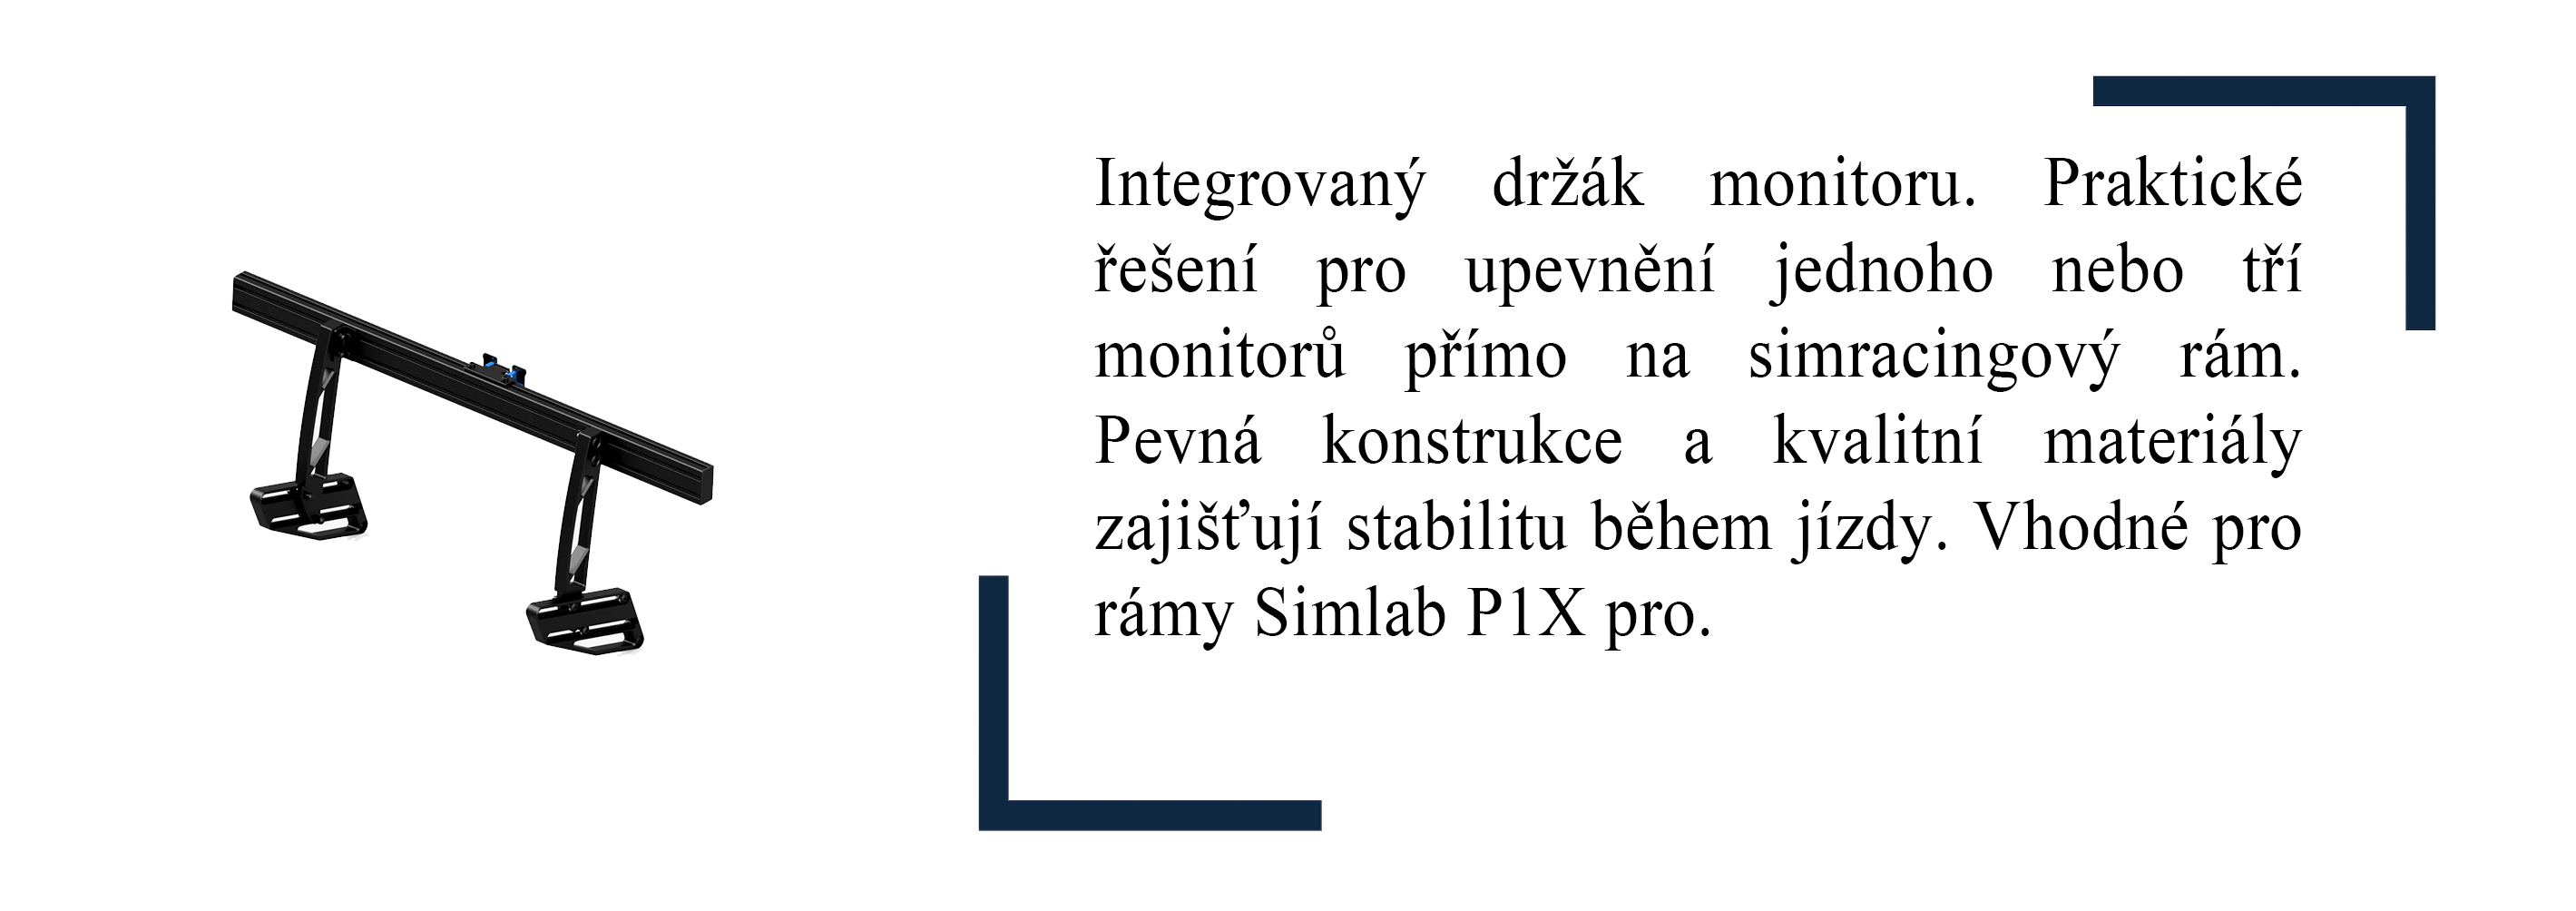 Integrovaný držák monitoru. Praktické
řešení pro upevnění jednoho nebo tří
monitorů přímo na simracingový rám.
Pevná konstrukce a kvalitní materiály
zajišťují stabilitu během jízdy. Vhodné pro
rámy Simlab P1X pro.